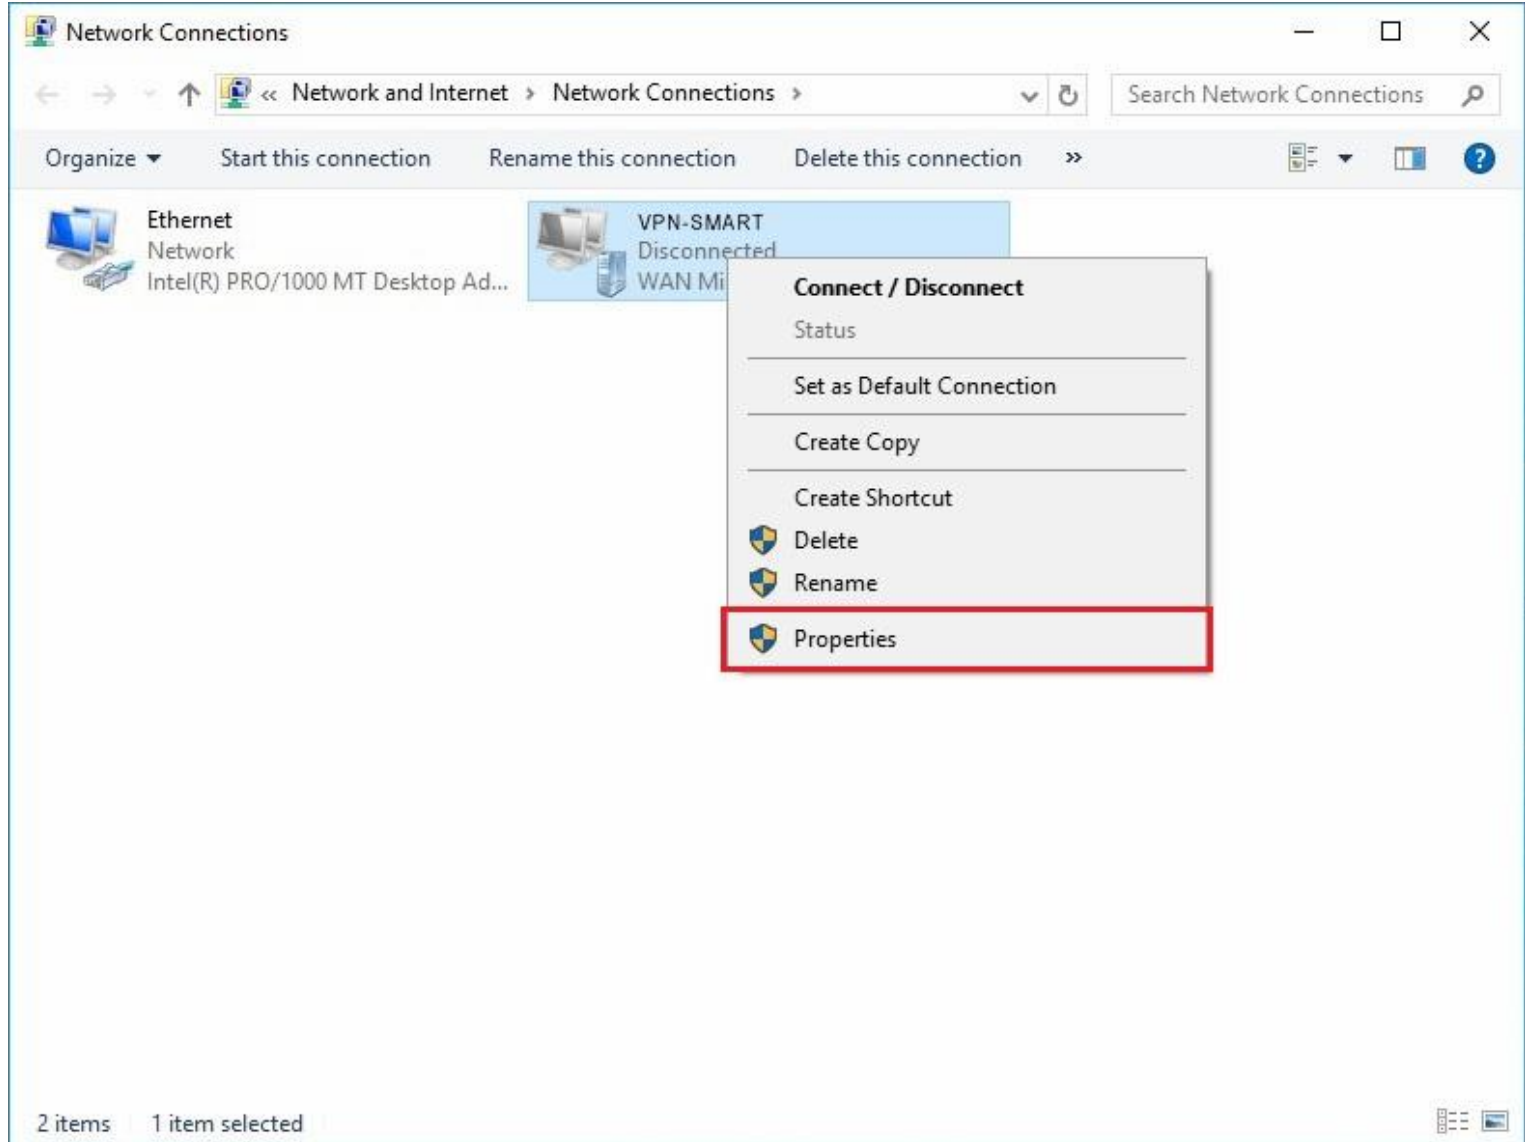 Network Connections
« Network and Internet › Network Connections ›
Search Network Connections
Organize Start this connection Rename this connection Delete this connection »
Ethernet
Network
Intel(R) PRO/1000 MT Desktop Ad...
VPN-SMART
Disconnected
WAN Mi
Connect / Disconnect
Status
Set as Default Connection
Create Copy
Create Shortcut
Delete
Rename
Properties
2 items 1 item selected